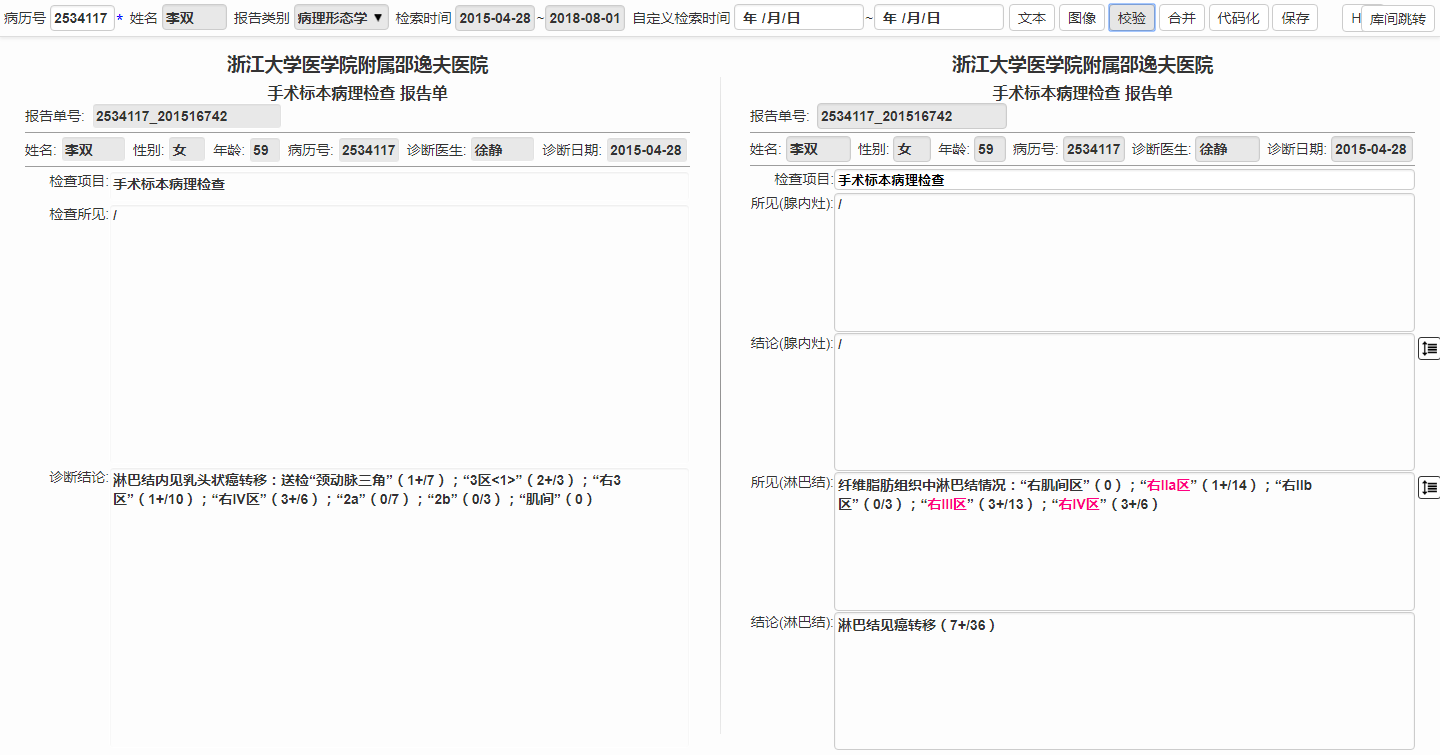 病历号 2534117 * 姓名 李双 报告类别 病理形态学 ▼ 检索时间 2015-04-28 ~ 2018-08-01 自定义检索时间 年 /月/日 ~ 年 /月/日 文本 图像 校验 合并 代码化 保存 H 库间跳转
浙江大学医学院附属邵逸夫医院
手术标本病理检查 报告单
报告单号: 2534117_201516742
姓名: 李双 性别: 女 年龄: 59 病历号: 2534117 诊断医生: 徐静 诊断日期: 2015-04-28
检查项目: 手术标本病理检查
检查所见: /
诊断结论: 淋巴结内见乳头状癌转移：送检“颈动脉三角”（1+/7）；“3区<1>”（2+/3）；“右3
区”（1+/10）；“右IV区”（3+/6）；“2a”（0/7）；“2b”（0/3）；“肌间”（0）
浙江大学医学院附属邵逸夫医院
手术标本病理检查 报告单
报告单号: 2534117_201516742
姓名: 李双 性别: 女 年龄: 59 病历号: 2534117 诊断医生: 徐静 诊断日期: 2015-04-28
检查项目: 手术标本病理检查
所见(腺内灶): /
结论(腺内灶): /
所见(淋巴结): 纤维脂肪组织中淋巴结情况：“右肌间区”（0）；“右IIa区”（1+/14）；“右IIb
区”（0/3）；“右III区”（3+/13）；“右IV区”（3+/6）
结论(淋巴结): 淋巴结见癌转移（7+/36）